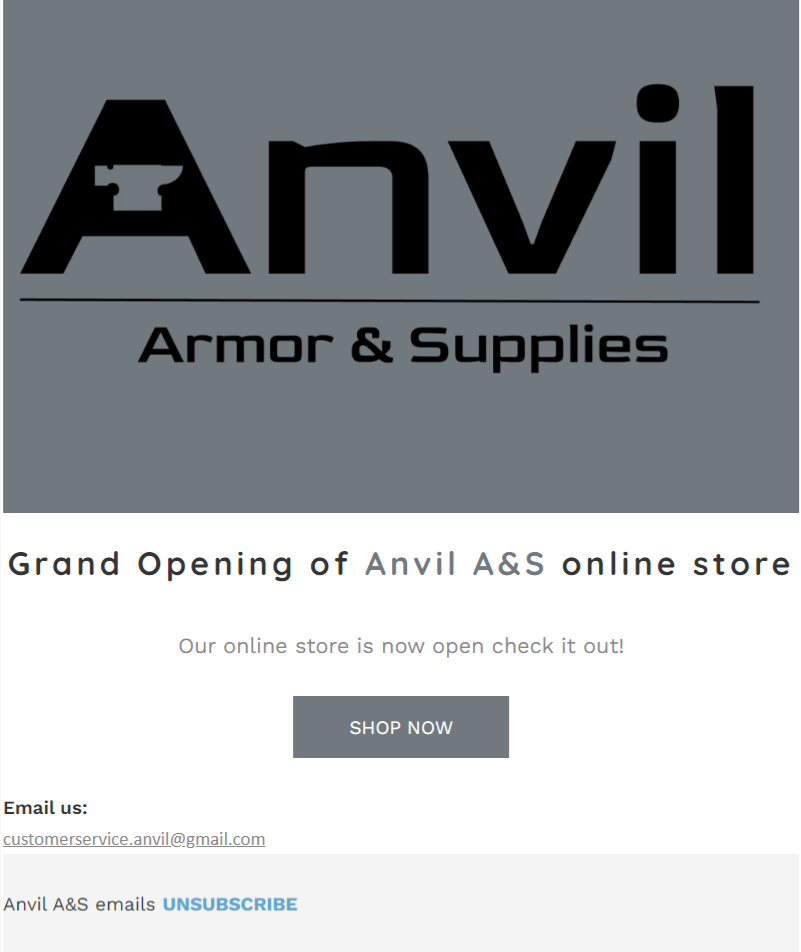 Anvil
Armor & Supplies
Grand Opening of Anvil A&S online store
Our online store is now open check it out!
SHOP NOW
Email us:
customerservice.anvil@gmail.com
Anvil A&S emails UNSUBSCRIBE